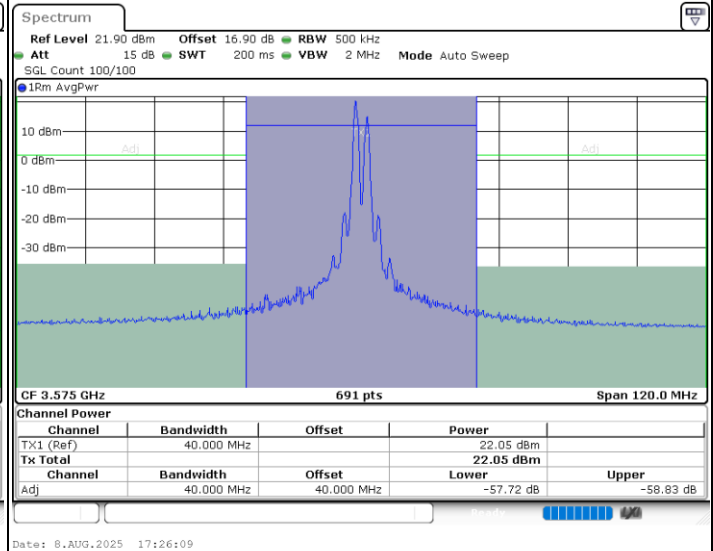 Spectrum
Ref Level 21.90 dBm Offset 16.90 dB RBW 500 kHz
Att 15 dB SWT 200 ms VBW 2 MHz Mode Auto Sweep
SGL Count 100/100
1Rm AvgPwr
10 dBm
Adj Adj
0 dBm
-10 dBm
-20 dBm
-30 dBm
CF 3.575 GHz 691 pts Span 120.0 MHz
Channel Power
Channel Bandwidth Offset Power
TX1 (Ref) 40.000 MHz 22.05 dBm
Tx Total 22.05 dBm
Channel Bandwidth Offset Lower Upper
Adj 40.000 MHz 40.000 MHz -57.72 dB -58.83 dB
Ready
Date: 8.AUG.2025 17:26:09